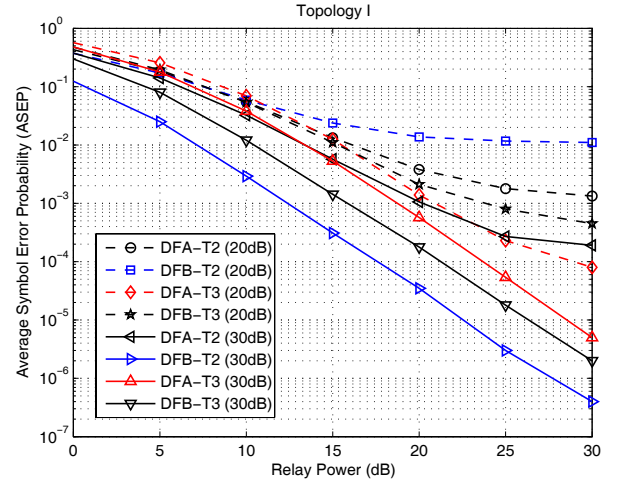 Topology I
Average Symbol Error Probability (ASEP)
10^0
10^-1
10^-2
10^-3
10^-4
10^-5
10^-6
10^-7
DFA-T2 (20dB)
DFB-T2 (20dB)
DFA-T3 (20dB)
DFB-T3 (20dB)
DFA-T2 (30dB)
DFB-T2 (30dB)
DFA-T3 (30dB)
DFB-T3 (30dB)
0 5 10 15 20 25 30
Relay Power (dB)